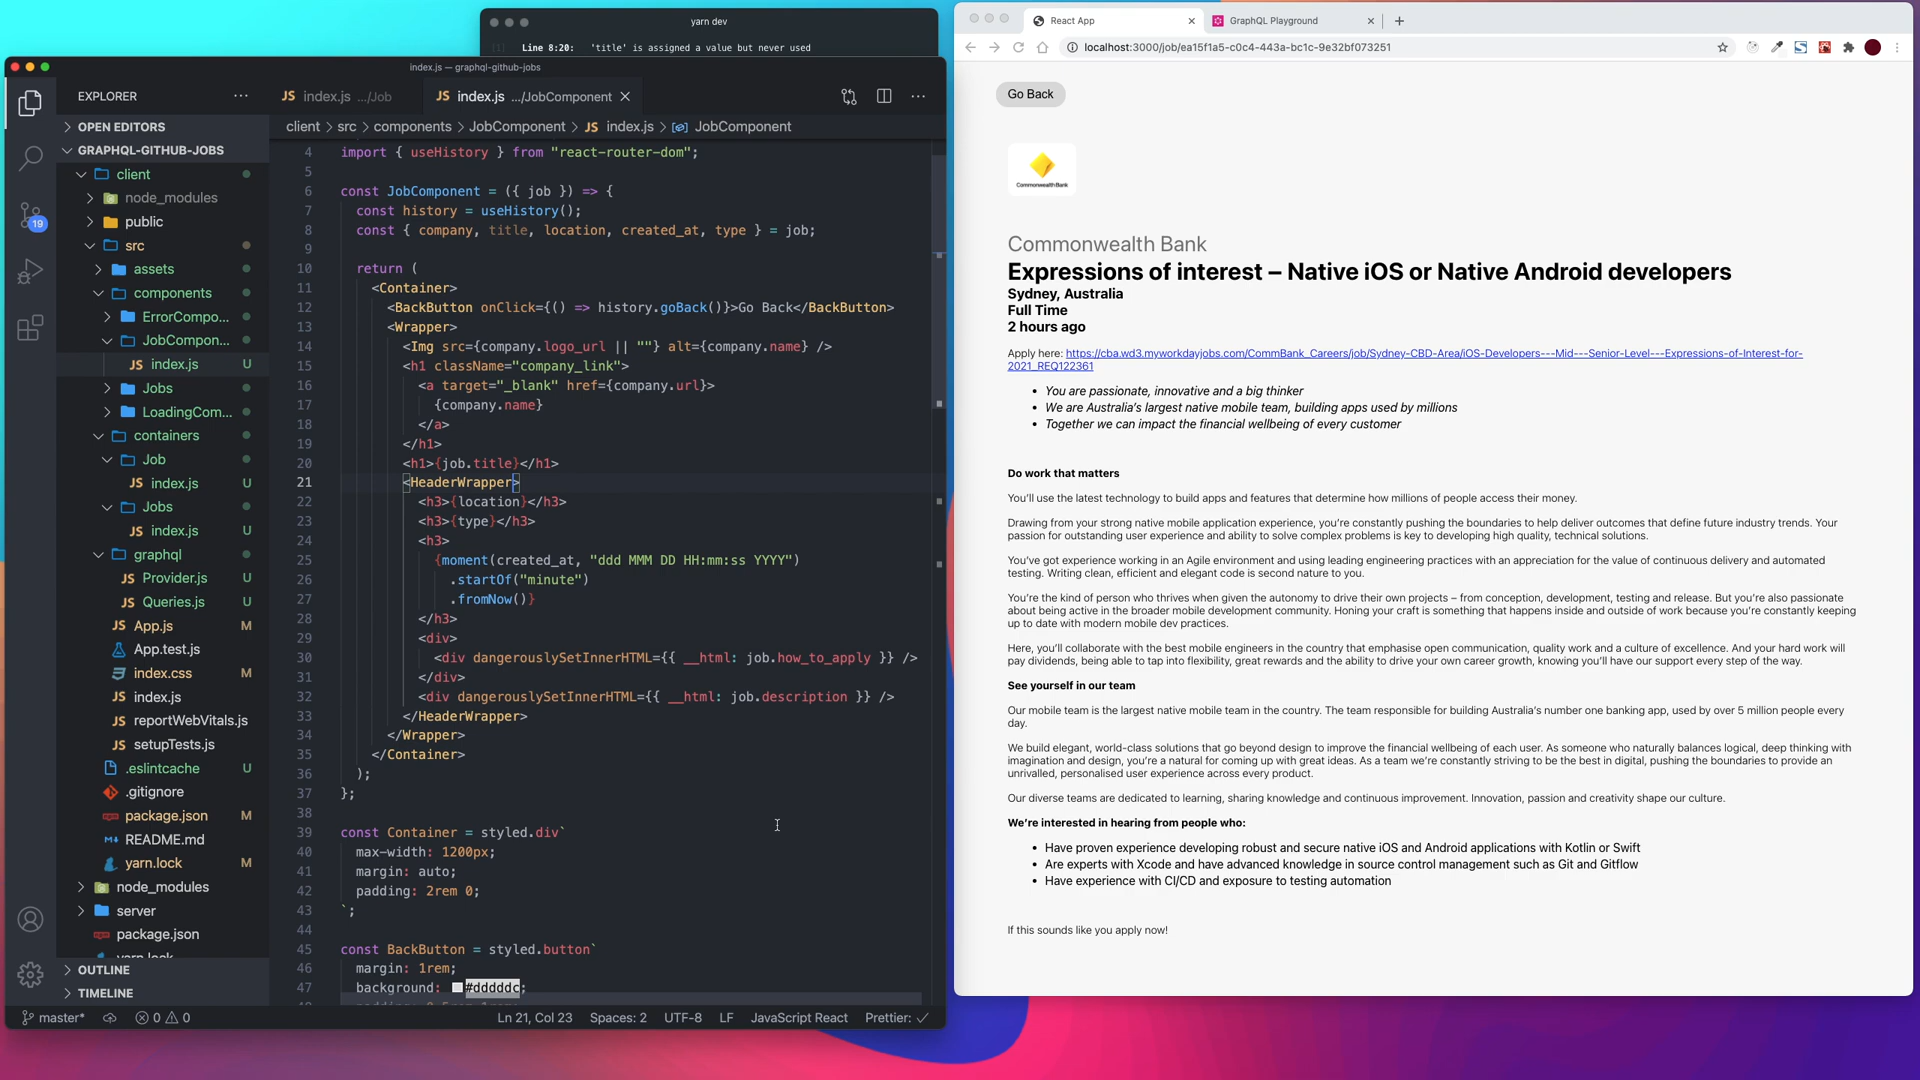 yarn dev
[1] Line 8:20: 'title' is assigned a value but never used
index.js — graphql-github-jobs
EXPLORER
OPEN EDITORS
GRAPHQL-GITHUB-JOBS
client
node_modules
public
src
assets
components
ErrorCompo...
JobCompon...
index.js U
Jobs
LoadingCom...
containers
Job
index.js U
Jobs
index.js U
graphql
Provider.js U
Queries.js U
App.js M
App.test.js
index.css M
index.js
reportWebVitals.js
setupTests.js
.eslintcache U
.gitignore
package.json M
README.md
yarn.lock M
node_modules
server
package.json
OUTLINE
TIMELINE
19
JS index.js .../Job
JS index.js .../JobComponent
client > src > components > JobComponent > JS index.js > JobComponent
4 import { useHistory } from "react-router-dom";
5
6 const JobComponent = ({ job }) => {
7 const history = useHistory();
8 const { company, title, location, created_at, type } = job;
9
10 return (
11 <Container>
12 <BackButton onClick={() => history.goBack()}>Go Back</BackButton>
13 <Wrapper>
14 <Img src={company.logo_url || ""} alt={company.name} />
15 <h1 className="company_link">
16 <a target="_blank" href={company.url}>
17 {company.name}
18 </a>
19 </h1>
20 <h1>{job.title}</h1>
21 <HeaderWrapper>
22 <h3>{location}</h3>
23 <h3>{type}</h3>
24 <h3>
25 {moment(created_at, "ddd MMM DD HH:mm:ss YYYY")
26 .startOf("minute")
27 .fromNow()}
28 </h3>
29 <div>
30 <div dangerouslySetInnerHTML={{ __html: job.how_to_apply }} />
31 </div>
32 <div dangerouslySetInnerHTML={{ __html: job.description }} />
33 </HeaderWrapper>
34 </Wrapper>
35 </Container>
36 );
37 };
38
39 const Container = styled.div`
40 max-width: 1200px;
41 margin: auto;
42 padding: 2rem 0;
43 `;
44
45 const BackButton = styled.button`
46 margin: 1rem;
47 background: #dddddc;
master* 0 0 Ln 21, Col 23 Spaces: 2 UTF-8 LF JavaScript React Prettier: ✓
React App
GraphQL Playground
localhost:3000/job/ea15f1a5-c0c4-443a-bc1c-9e32bf073251
Go Back
CommonwealthBank
Commonwealth Bank
Expressions of interest – Native iOS or Native Android developers
Sydney, Australia
Full Time
2 hours ago
Apply here: https://cba.wd3.myworkdayjobs.com/CommBank_Careers/job/Sydney-CBD-Area/iOS-Developers---Mid---Senior-Level---Expressions-of-Interest-for-
2021_REQ122361
• You are passionate, innovative and a big thinker
• We are Australia's largest native mobile team, building apps used by millions
• Together we can impact the financial wellbeing of every customer
Do work that matters
You'll use the latest technology to build apps and features that determine how millions of people access their money.
Drawing from your strong native mobile application experience, you're constantly pushing the boundaries to help deliver outcomes that define future industry trends. Your
passion for outstanding user experience and ability to solve complex problems is key to developing high quality, technical solutions.
You've got experience working in an Agile environment and using leading engineering practices with an appreciation for the value of continuous delivery and automated
testing. Writing clean, efficient and elegant code is second nature to you.
You're the kind of person who thrives when given the autonomy to drive their own projects – from conception, development, testing and release. But you're also passionate
about being active in the broader mobile development community. Honing your craft is something that happens inside and outside of work because you're constantly keeping
up to date with modern mobile dev practices.
Here, you'll collaborate with the best mobile engineers in the country that emphasise open communication, quality work and a culture of excellence. And your hard work will
pay dividends, being able to tap into flexibility, great rewards and the ability to drive your own career growth, knowing you'll have our support every step of the way.
See yourself in our team
Our mobile team is the largest native mobile team in the country. The team responsible for building Australia's number one banking app, used by over 5 million people every
day.
We build elegant, world-class solutions that go beyond design to improve the financial wellbeing of each user. As someone who naturally balances logical, deep thinking with
imagination and design, you're a natural for coming up with great ideas. As a team we're constantly striving to be the best in digital, pushing the boundaries to provide an
unrivalled, personalised user experience across every product.
Our diverse teams are dedicated to learning, sharing knowledge and continuous improvement. Innovation, passion and creativity shape our culture.
We're interested in hearing from people who:
• Have proven experience developing robust and secure native iOS and Android applications with Kotlin or Swift
• Are experts with Xcode and have advanced knowledge in source control management such as Git and Gitflow
• Have experience with CI/CD and exposure to testing automation
If this sounds like you apply now!